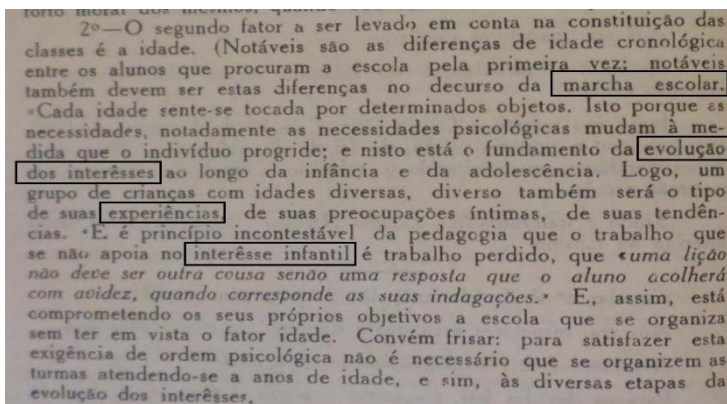 forto moral dos mesmos, quando
2º—O segundo fator a ser levado em conta na constituição das
classes é a idade. (Notáveis são as diferenças de idade cronológica
entre os alunos que procuram a escola pela primeira vez; notáveis
também devem ser estas diferenças no decurso da marcha escolar.
«Cada idade sente-se tocada por determinados objetos. Isto porque as
necessidades, notadamente as necessidades psicológicas mudam à me-
dida que o indivíduo progride; e nisto está o fundamento da evolução
dos interêsses ao longo da infância e da adolescência. Logo, um
grupo de crianças com idades diversas, diverso também será o tipo
de suas experiências, de suas preocupações íntimas, de suas tendên-
cias. «E é princípio incontestável da pedagogia que o trabalho que
se não apoia no interêsse infantil é trabalho perdido, que «uma lição
não deve ser outra cousa senão uma resposta que o aluno acolherá
com avidez, quando corresponde as suas indagações.» E, assim, está
comprometendo os seus próprios objetivos a escola que se organiza
sem ter em vista o fator idade. Convém frisar: para satisfazer esta
exigência de ordem psicológica não é necessário que se organizem as
turmas atendendo-se a anos de idade, e sim, às diversas etapas da
evolução dos interêsses.